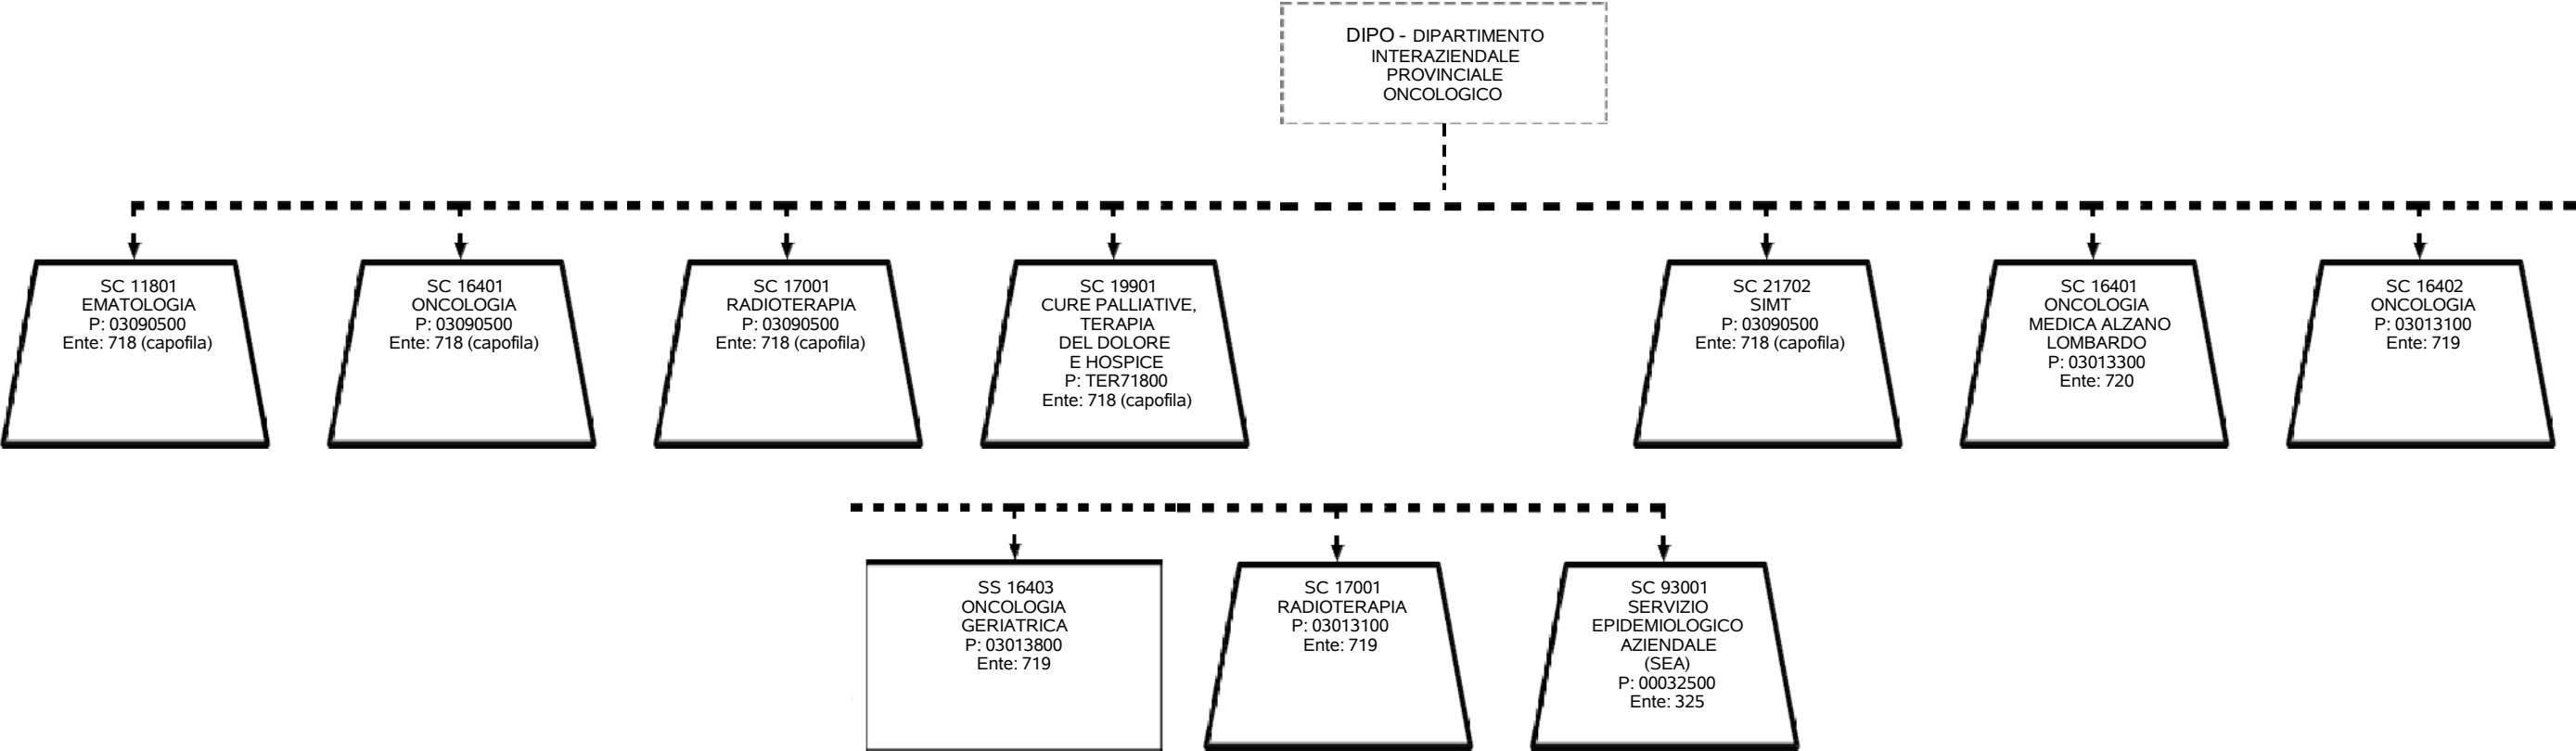 DIPO - DIPARTIMENTO
INTERAZIENDALE
PROVINCIALE
ONCOLOGICO
SC 11801
EMATOLOGIA
P: 03090500
Ente: 718 (capofila)
SC 16401
ONCOLOGIA
P: 03090500
Ente: 718 (capofila)
SC 17001
RADIOTERAPIA
P: 03090500
Ente: 718 (capofila)
SC 19901
CURE PALLIATIVE,
TERAPIA
DEL DOLORE
E HOSPICE
P: TER71800
Ente: 718 (capofila)
SC 21702
SIMT
P: 03090500
Ente: 718 (capofila)
SC 16401
ONCOLOGIA
MEDICA ALZANO
LOMBARDO
P: 03013300
Ente: 720
SC 16402
ONCOLOGIA
P: 03013100
Ente: 719
SS 16403
ONCOLOGIA
GERIATRICA
P: 03013800
Ente: 719
SC 17001
RADIOTERAPIA
P: 03013100
Ente: 719
SC 93001
SERVIZIO
EPIDEMIOLOGICO
AZIENDALE
(SEA)
P: 00032500
Ente: 325